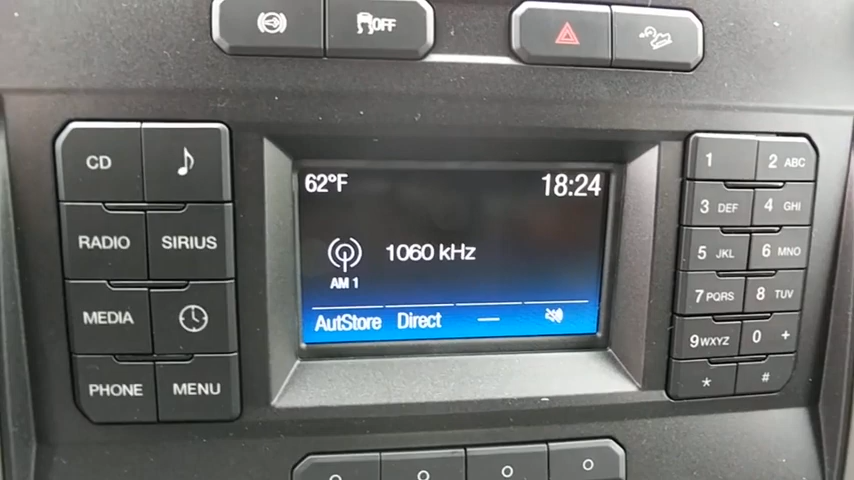 OFF
CD
RADIO SIRIUS
MEDIA
PHONE MENU
62°F 18:24
1060 kHz
AM 1
AutStore Direct —
1 2 ABC
3 DEF 4 GHI
5 JKL 6 MNO
7 PQRS 8 TUV
9 WXYZ 0 +
* #